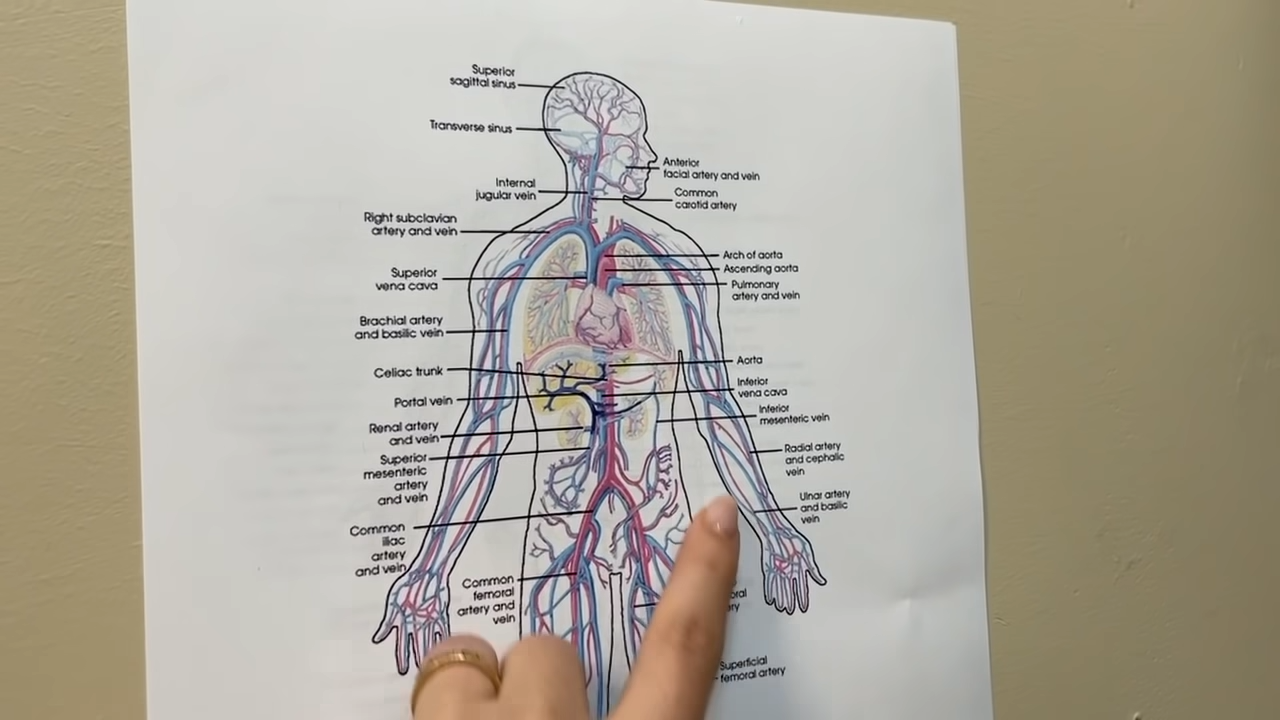 Superior
sagittal sinus
Transverse sinus
Internal
jugular vein
Right subclavian
artery and vein
Superior
vena cava
Brachial artery
and basilic vein
Celiac trunk
Portal vein
Renal artery
and vein
Superior
mesenteric
artery
and vein
Common
iliac
artery
and vein
Common
femoral
artery and
vein
Anterior
facial artery and vein
Common
carotid artery
Arch of aorta
Ascending aorta
Pulmonary
artery and vein
Aorta
Inferior
vena cava
Inferior
mesenteric vein
Radial artery
and cephalic
vein
Ulnar artery
and basilic
vein
Superficial
femoral artery